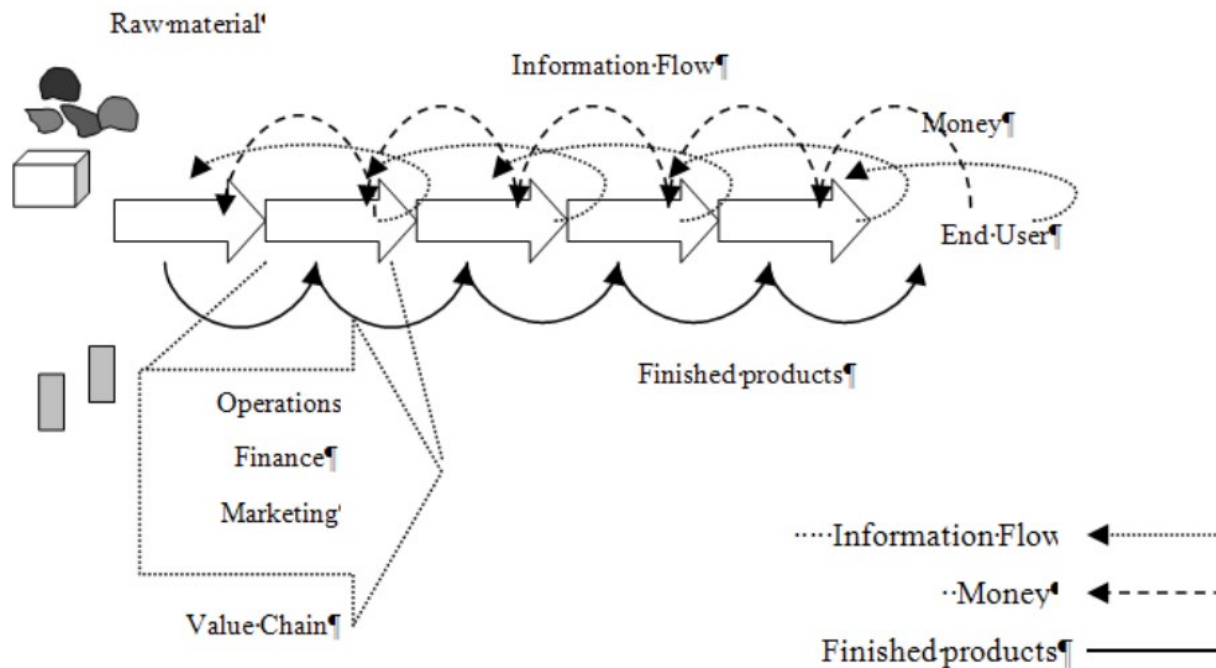 Raw·material¶
Information·Flow¶
Money¶
End·User¶
Finished·products¶
Operations
Finance¶
Marketing¶
Value·Chain¶
·····Information·Flow
··Money¶
Finished·products¶